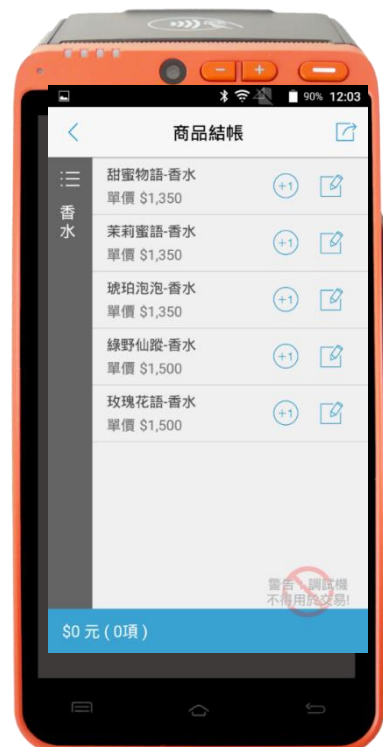 90% 12:03
商品結帳
香水
甜蜜物語-香水
單價 $1,350
+1
茉莉蜜語-香水
單價 $1,350
+1
琥珀泡泡-香水
單價 $1,350
+1
綠野仙蹤-香水
單價 $1,500
+1
玫瑰花語-香水
單價 $1,500
+1
警告!調試機
不得用於交易!
$0 元 ( 0項 )